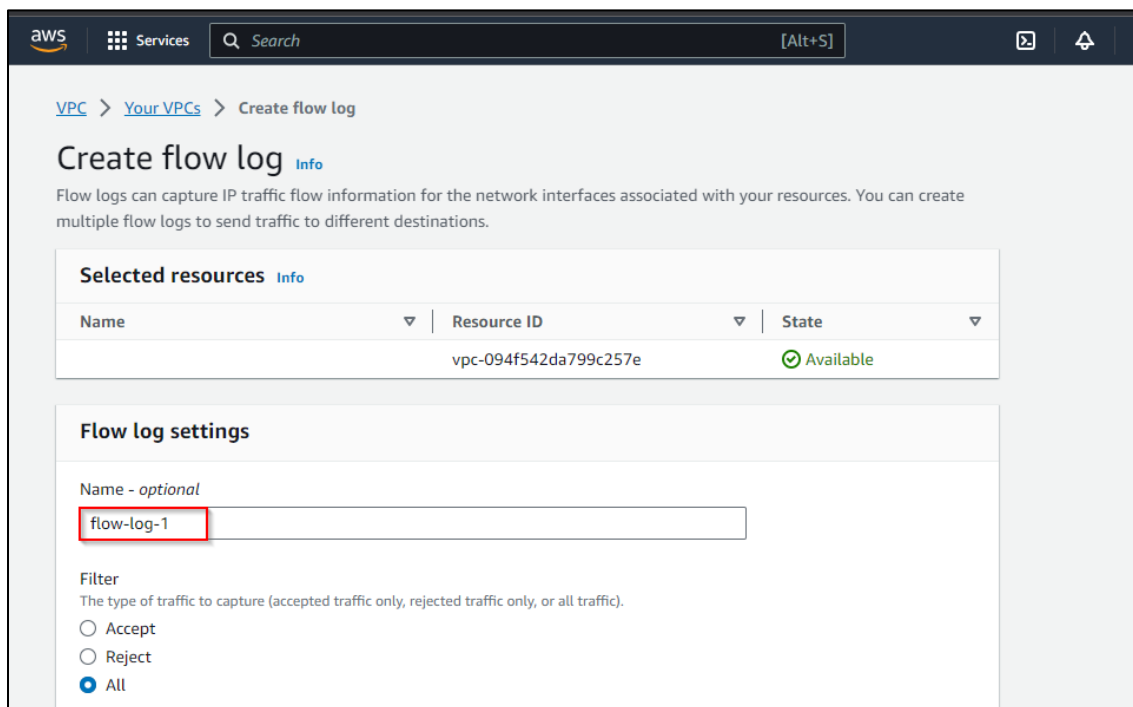 aws Services Search [Alt+S]
VPC > Your VPCs > Create flow log
Create flow log Info
Flow logs can capture IP traffic flow information for the network interfaces associated with your resources. You can create
multiple flow logs to send traffic to different destinations.
Selected resources Info
Name Resource ID State
vpc-094f542da799c257e Available
Flow log settings
Name - optional
flow-log-1
Filter
The type of traffic to capture (accepted traffic only, rejected traffic only, or all traffic).
Accept
Reject
All